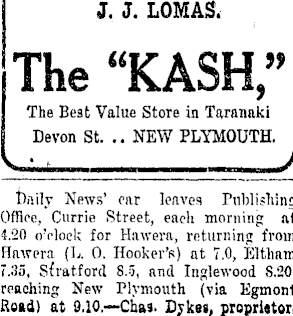 J. J. LOMAS.
The "KASH,"
The Best Value Store in Taranaki
Devon St. .. NEW PLYMOUTH.
Daily News' car leaves Publishing
Office, Currie Street, each morning at
4.20 o'clock for Hawera, returning from
Hawera (L. O. Hooker's) at 7.0, Eltham
7.35, Stratford 8.5, and Inglewood 8.20
reaching New Plymouth (via Egmont
Road) at 9.10.—Chas. Dykes, proprietor.